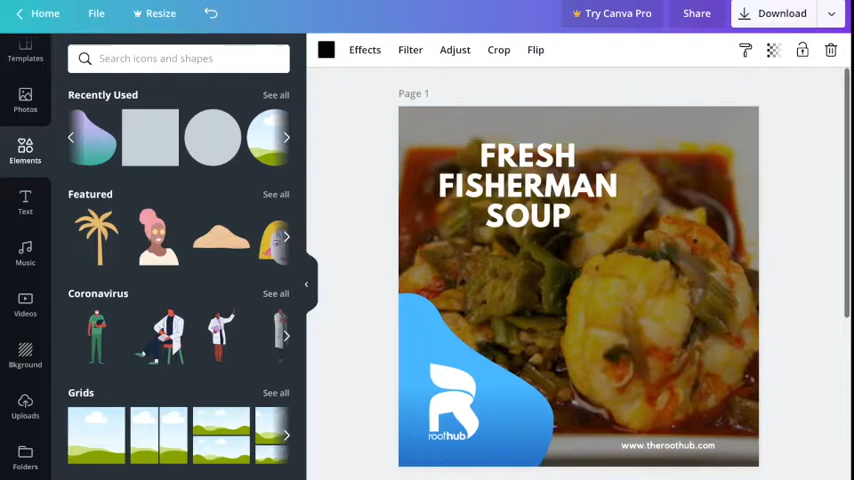 Home File Resize Try Canva Pro Share Download
Templates
Photos
Elements
Text
Music
Videos
Bkground
Uploads
Folders
Search icons and shapes
Recently Used See all
Featured See all
Coronavirus See all
Grids See all
Effects Filter Adjust Crop Flip
Page 1
FRESH
FISHERMAN
SOUP
roothub
www.theroothub.com